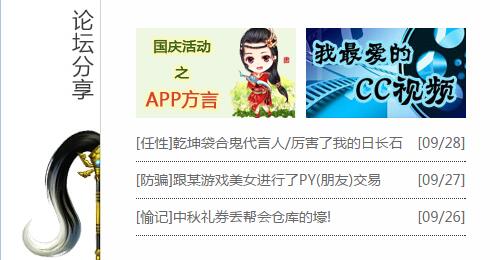 论坛分享
国庆活动
之
APP方言
我最爱的
CC视频
[任性]乾坤袋合鬼代言人/厉害了我的日长石 [09/28]
[防骗]跟某游戏美女进行了PY(朋友)交易 [09/27]
[愉记]中秋礼券丢帮会仓库的壕! [09/26]